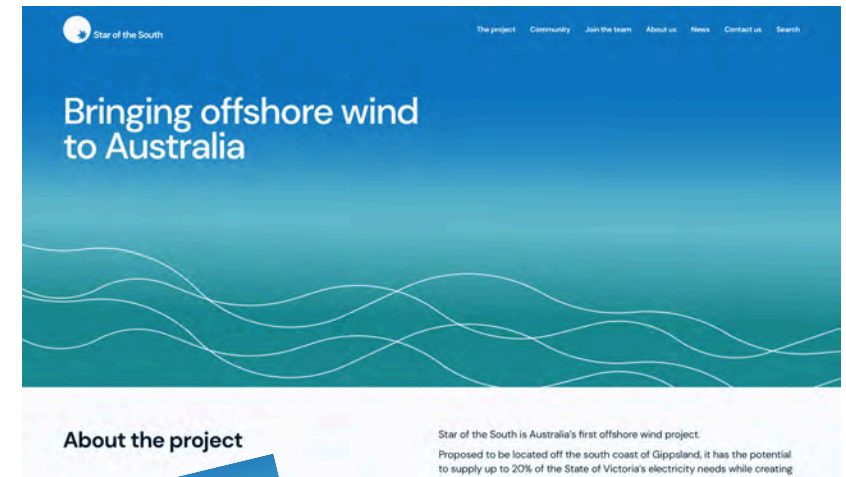 Star of the South
The project Community Join the team About us News Contact us Search
Bringing offshore wind
to Australia
About the project
Star of the South is Australia's first offshore wind project.
Proposed to be located off the south coast of Gippsland, it has the potential
to supply up to 20% of the State of Victoria's electricity needs while creating